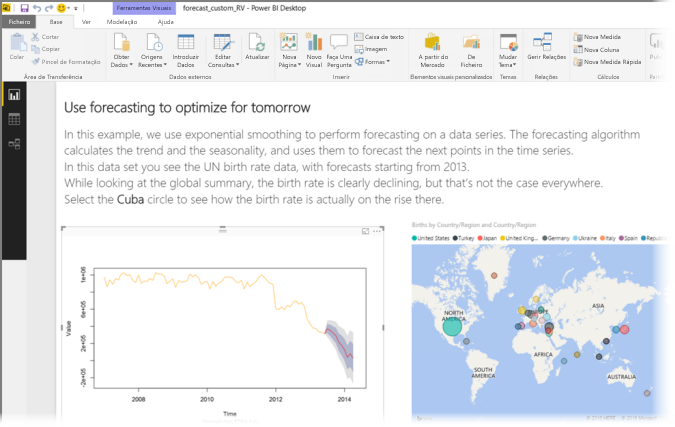 Ferramentas Visuais
forecast_custom_RV - Power BI Desktop
Ficheiro Base Ver Modelação Ajuda
Colar
Cortar
Copiar
Pincel de Formatação
Área de Transferência
Obter Dados
Origens Recentes
Introduzir Dados
Editar Consultas
Dados externos
Atualizar
Nova Página
Novo Visual
Faça Uma Pergunta
Caixa de texto
Imagem
Formas
Inserir
A partir do Mercado
De Ficheiro
Elementos visuais personalizados
Mudar Tema
Temas
Gerir Relações
Relações
Nova Medida
Nova Coluna
Nova Medida Rápida
Cálculos
Use forecasting to optimize for tomorrow
In this example, we use exponential smoothing to perform forecasting on a data series. The forecasting algorithm
calculates the trend and the seasonality, and uses them to forecast the next points in the time series.
In this data set you see the UN birth rate data, with forecasts starting from 2013.
While looking at the global summary, the birth rate is clearly declining, but that's not the case everywhere.
Select the Cuba circle to see how the birth rate is actually on the rise there.
Value
1e+06
6e+05
2e+05
-2e+05
2008 2010 2012 2014
Time
Births by Country/Region and Country/Region
United States Turkey Japan United King... Germany Ukraine Italy Spain
NORTH AMERICA
EUROPE
ASIA
AFRICA
SOUTH AMERICA
AUSTRALIA